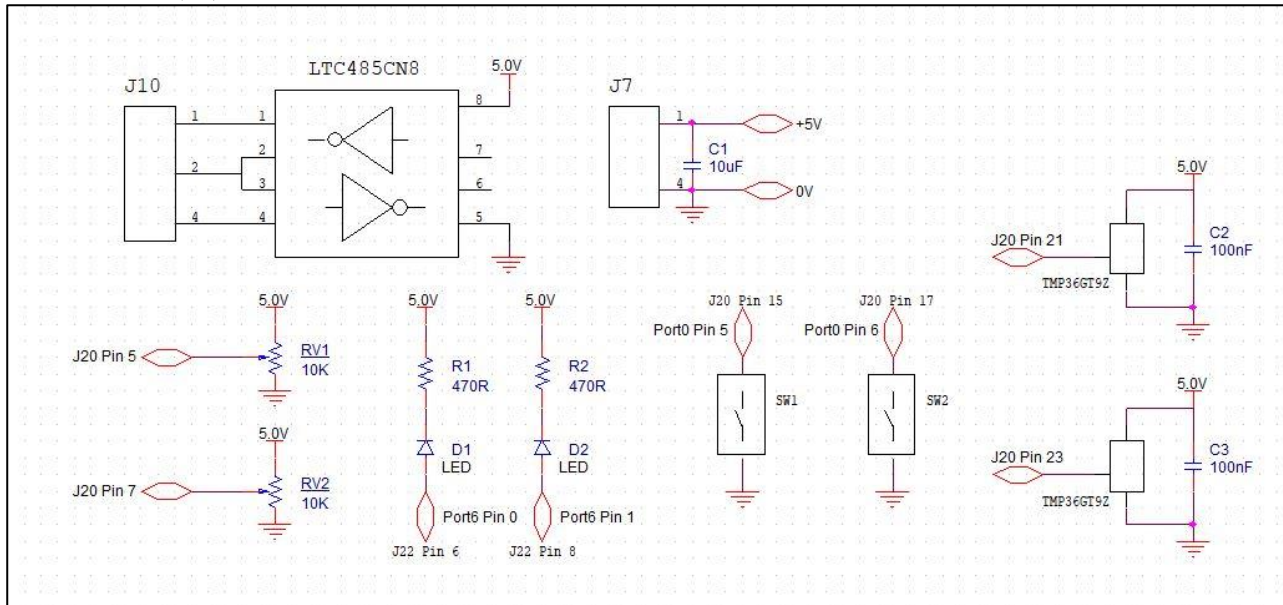 LTC485CN8
5.0V
J10
1
2
4
1
2
3
4
8
7
6
5
J7
1
4
+5V
C1
10uF
0V
5.0V
J20 Pin 21
TMP36GT9Z
C2
100nF
5.0V
J20 Pin 5
RV1
10K
5.0V
J20 Pin 7
RV2
10K
5.0V
R1
470R
D1
LED
Port6 Pin 0
J22 Pin 6
5.0V
R2
470R
D2
LED
Port6 Pin 1
J22 Pin 8
J20 Pin 15
Port0 Pin 5
SW1
J20 Pin 17
Port0 Pin 6
SW2
5.0V
J20 Pin 23
TMP36GT9Z
C3
100nF